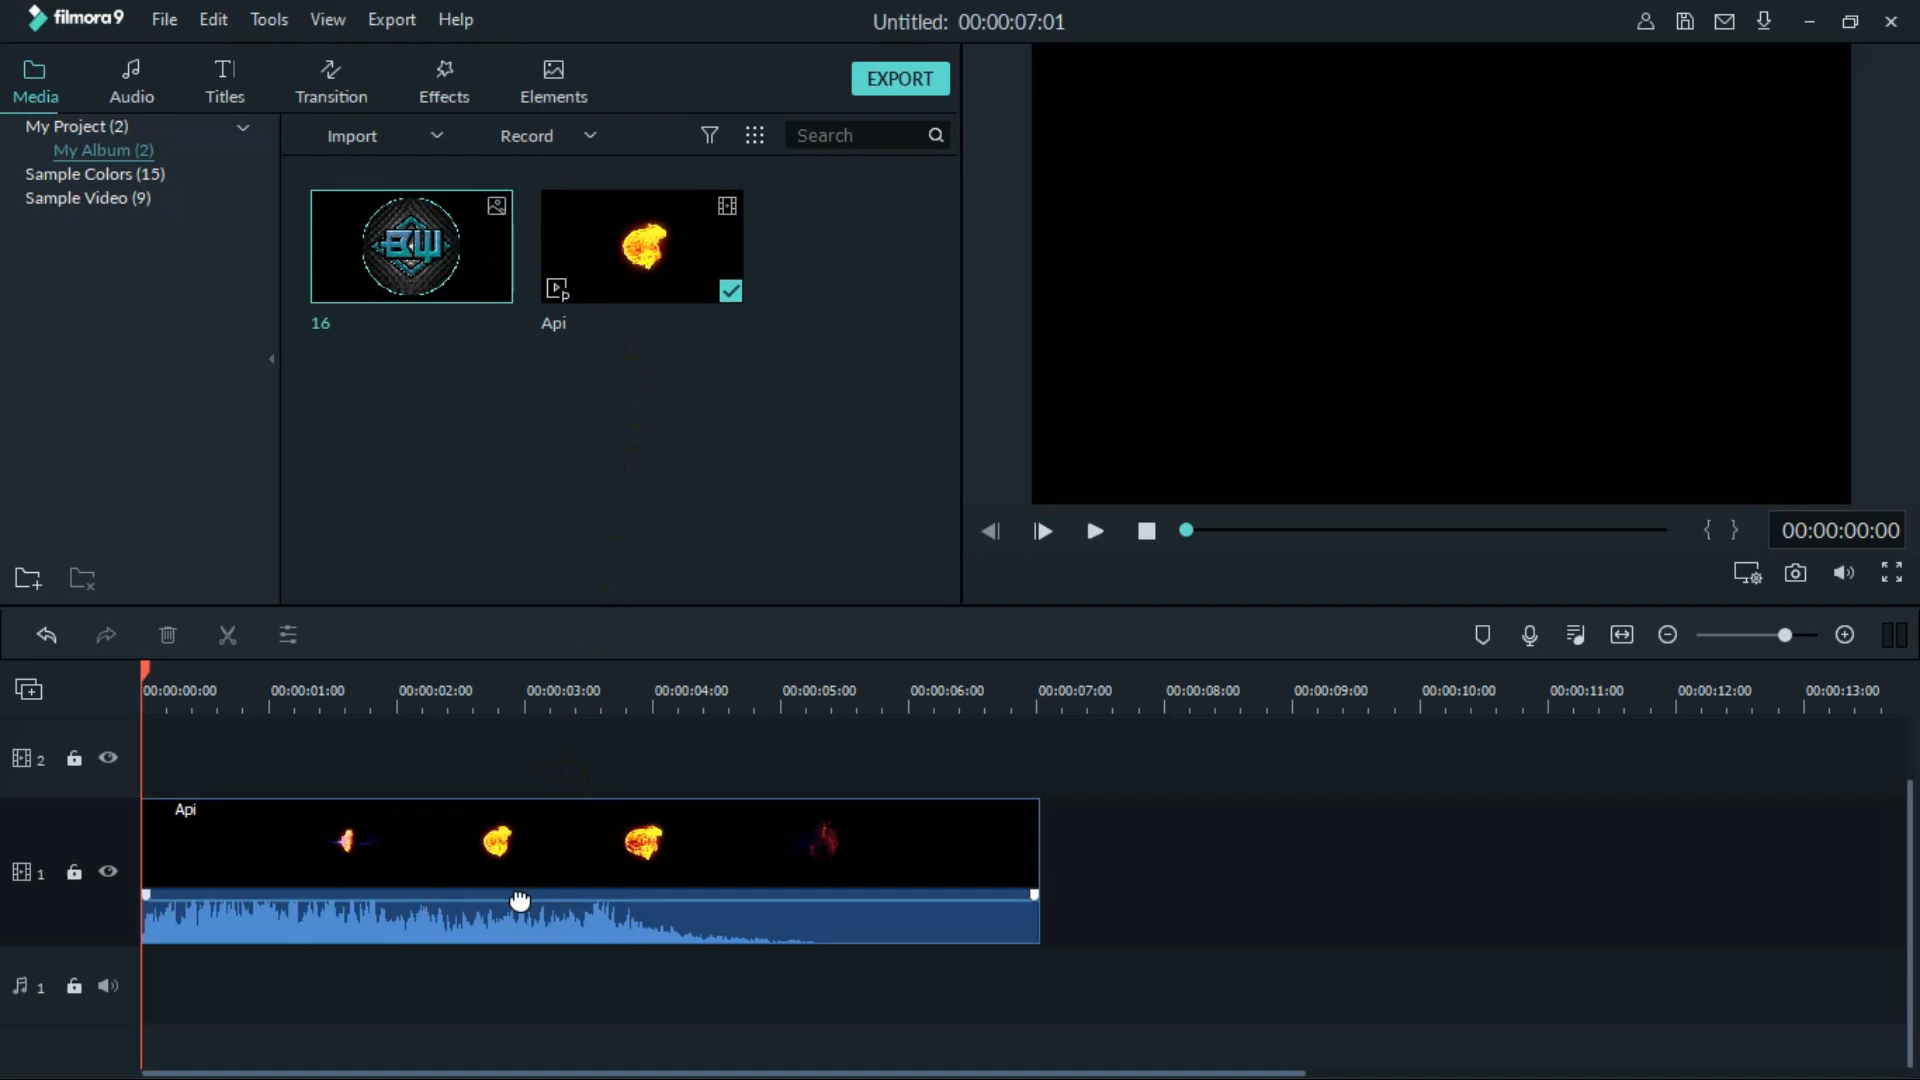 filmora9 File Edit Tools View Export Help Untitled: 00:00:07:01
Media Audio Titles Transition Effects Elements EXPORT
My Project (2)
My Album (2)
Sample Colors (15)
Sample Video (9)
Import Record Search
BW
16 Api
00:00:00:00
00:00:00:00 00:00:01:00 00:00:02:00 00:00:03:00 00:00:04:00 00:00:05:00 00:00:06:00 00:00:07:00 00:00:08:00 00:00:09:00 00:00:10:00 00:00:11:00 00:00:12:00 00:00:13:00
2
Api
1
1